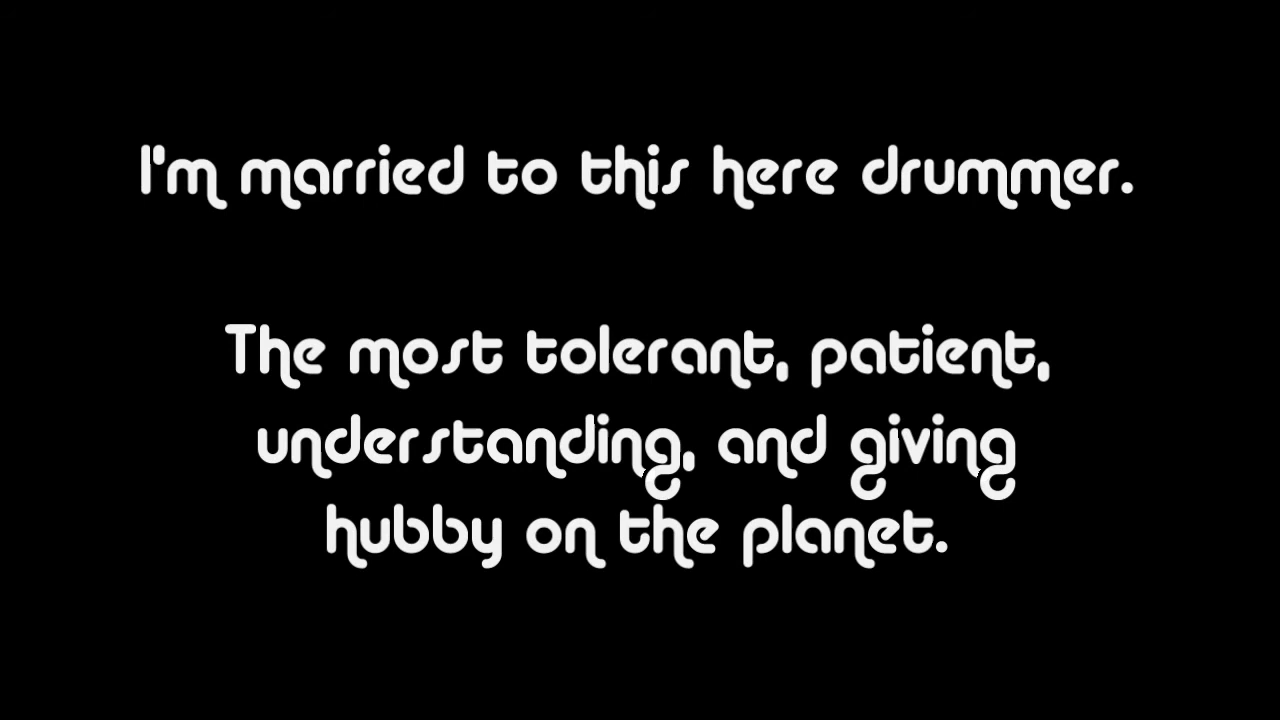 I'm married to this here drummer.
The most tolerant, patient,
understanding, and giving
hubby on the planet.